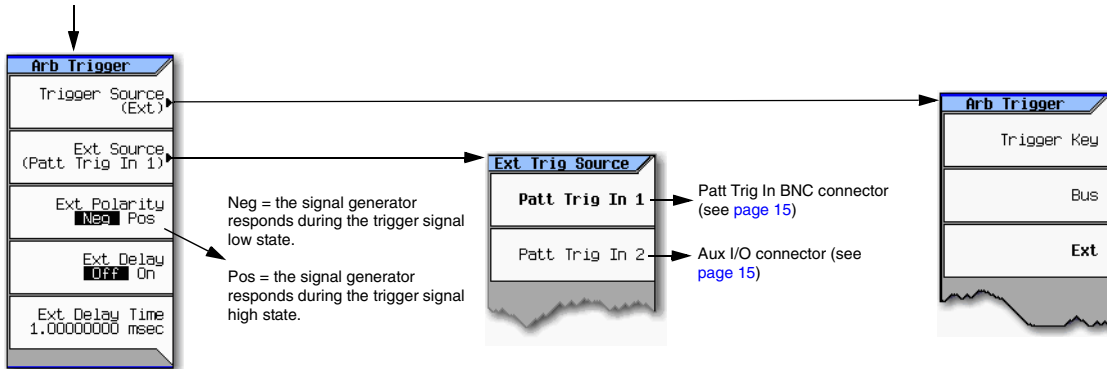 Arb Trigger
Trigger Source
(Ext)
Ext Source
(Patt Trig In 1)
Ext Polarity
Neg Pos
Ext Delay
Off On
Ext Delay Time
1.00000000 msec
Neg = the signal generator
responds during the trigger signal
low state.
Pos = the signal generator
responds during the trigger signal
high state.
Ext Trig Source
Patt Trig In 1
Patt Trig In 2
Patt Trig In BNC connector
(see page 15)
Aux I/O connector (see
page 15)
Arb Trigger
Trigger Key
Bus
Ext